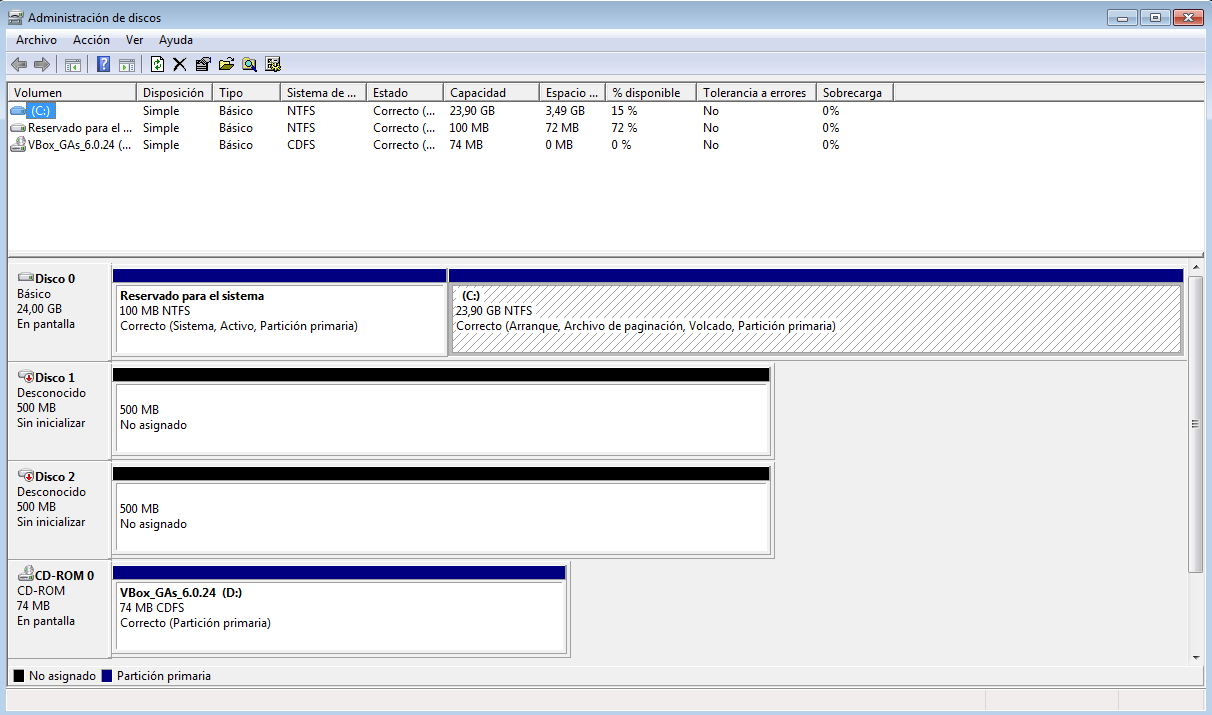 Administración de discos
Archivo Acción Ver Ayuda
Volumen Disposición Tipo Sistema de ... Estado Capacidad Espacio ... % disponible Tolerancia a errores Sobrecarga
(C:) Simple Básico NTFS Correcto (... 23,90 GB 3,49 GB 15 % No 0%
Reservado para el ... Simple Básico NTFS Correcto (... 100 MB 72 MB 72 % No 0%
VBox_GAs_6.0.24 (... Simple Básico CDFS Correcto (... 74 MB 0 MB 0 % No 0%
Disco 0
Básico
24,00 GB
En pantalla
Reservado para el sistema
100 MB NTFS
Correcto (Sistema, Activo, Partición primaria)
(C:)
23,90 GB NTFS
Correcto (Arranque, Archivo de paginación, Volcado, Partición primaria)
Disco 1
Desconocido
500 MB
Sin inicializar
500 MB
No asignado
Disco 2
Desconocido
500 MB
Sin inicializar
500 MB
No asignado
CD-ROM 0
CD-ROM
74 MB
En pantalla
VBox_GAs_6.0.24 (D:)
74 MB CDFS
Correcto (Partición primaria)
No asignado Partición primaria